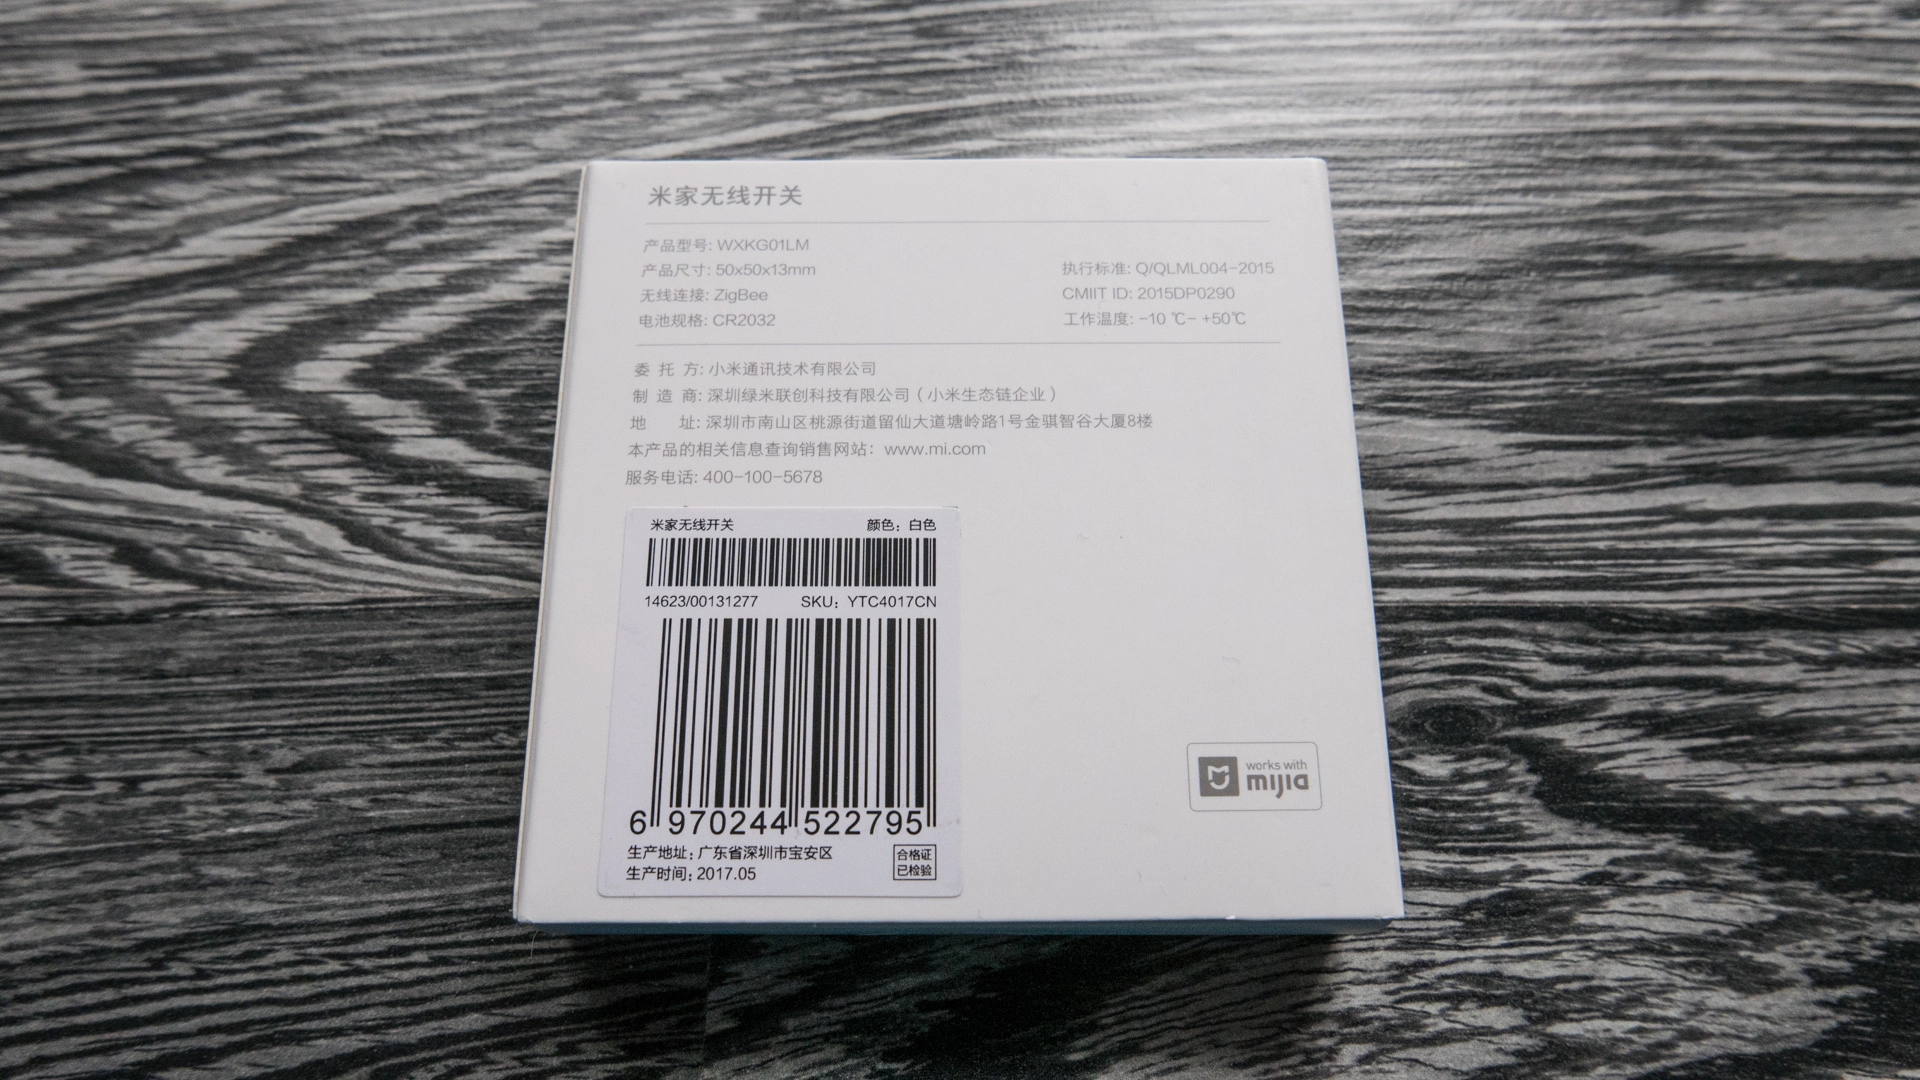 米家无线开关
产品型号: WXKG01LM
产品尺寸: 50x50x13mm
无线连接: ZigBee
电池规格: CR2032
执行标准: Q/QLML004-2015
CMIIT ID: 2015DP0290
工作温度: -10 ℃- +50℃
委 托 方: 小米通讯技术有限公司
制 造 商: 深圳绿米联创科技有限公司（小米生态链企业）
地 址: 深圳市南山区桃源街道留仙大道塘岭路1号金骐智谷大厦8楼
本产品的相关信息查询销售网站：www.mi.com
服务电话: 400-100-5678
米家无线开关 颜色：白色
14623/00131277 SKU：YTC4017CN
6 970244 522795
生产地址：广东省深圳市宝安区
生产时间：2017.05
合格证
已检验
works with
mijia